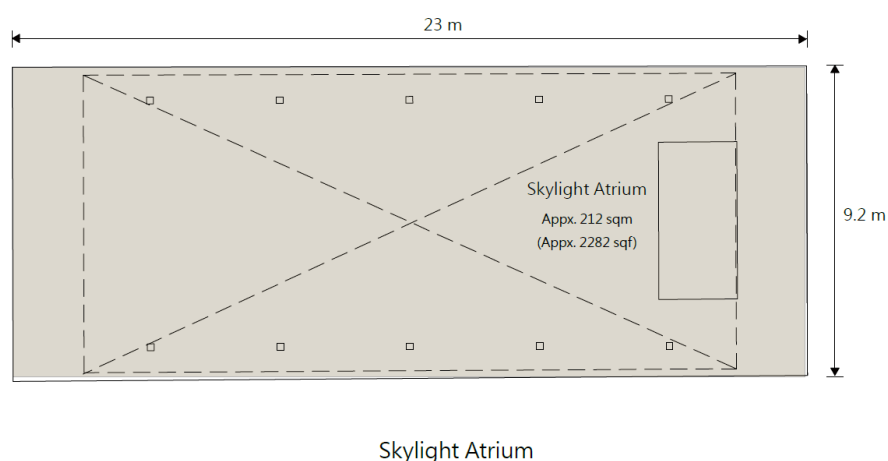 23 m
Skylight Atrium
Appx. 212 sqm
(Appx. 2282 sqf)
9.2 m
Skylight Atrium